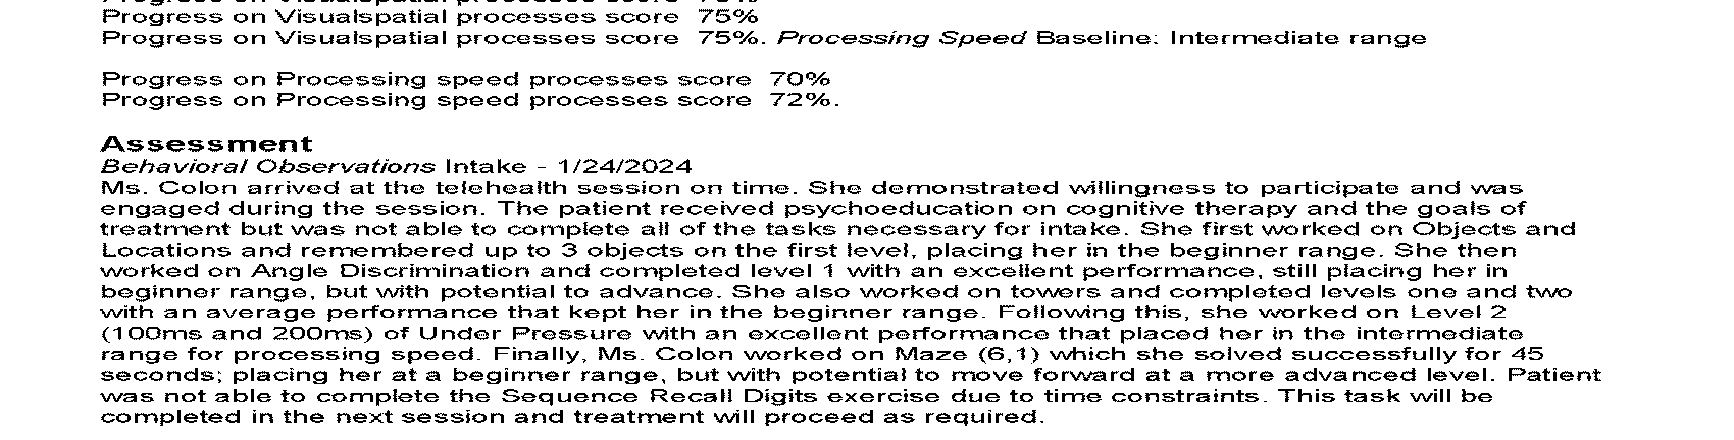 Progress on Visualspatial processes score 75%
Progress on Visualspatial processes score 75%. Processing Speed Baseline: Intermediate range
Progress on Processing speed processes score 70%
Progress on Processing speed processes score 72%.
Assessment
Behavioral Observations Intake - 1/24/2024
Ms. Colon arrived at the telehealth session on time. She demonstrated willingness to participate and was
engaged during the session. The patient received psychoeducation on cognitive therapy and the goals of
treatment but was not able to complete all of the tasks necessary for intake. She first worked on Objects and
Locations and remembered up to 3 objects on the first level, placing her in the beginner range. She then
worked on Angle Discrimination and completed level 1 with an excellent performance, still placing her in
beginner range, but with potential to advance. She also worked on towers and completed levels one and two
with an average performance that kept her in the beginner range. Following this, she worked on Level 2
(100ms and 200ms) of Under Pressure with an excellent performance that placed her in the intermediate
range for processing speed. Finally, Ms. Colon worked on Maze (6,1) which she solved successfully for 45
seconds; placing her at a beginner range, but with potential to move forward at a more advanced level. Patient
was not able to complete the Sequence Recall Digits exercise due to time constraints. This task will be
completed in the next session and treatment will proceed as required.